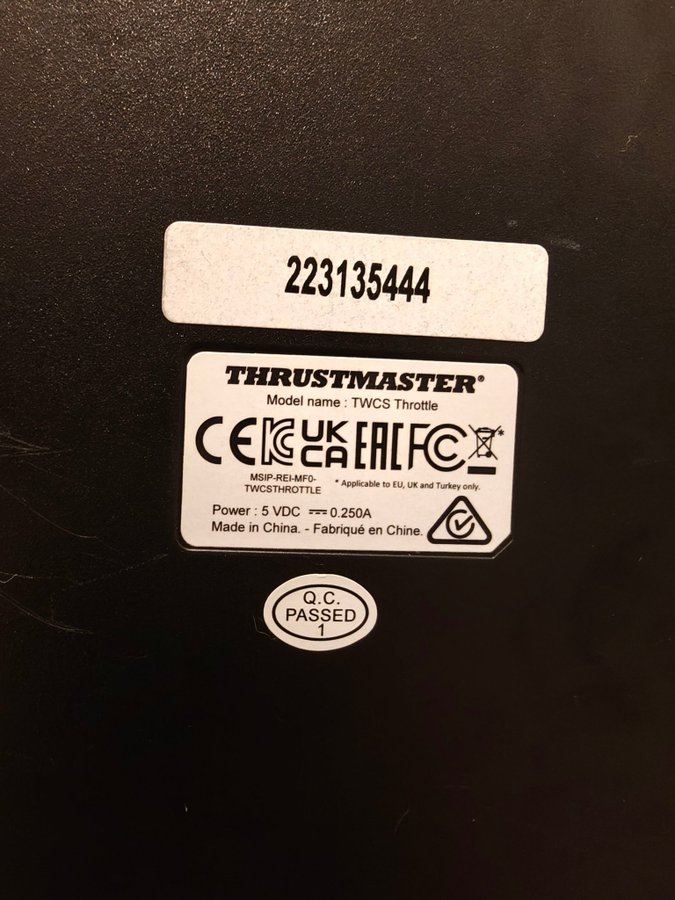 223135444
THRUSTMASTER®
Model name : TWCS Throttle
CE KC UK CA EAC FC
MSIP-REI-MF0-
TWCSTHROTTLE
* Applicable to EU, UK and Turkey only.
Power : 5 VDC ⎓ 0.250A
Made in China. - Fabriqué en Chine.
Q.C.
PASSED
1